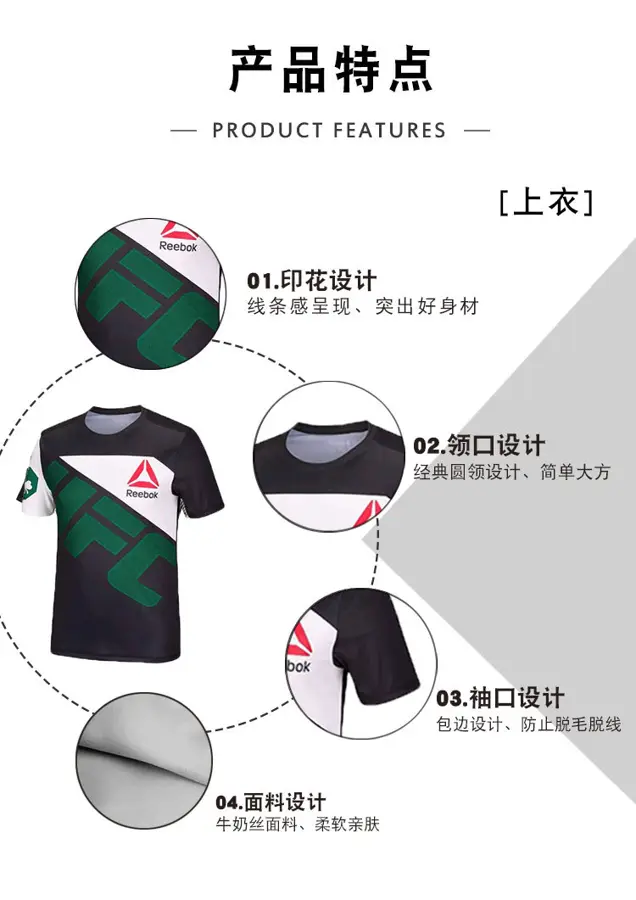 产品特点
PRODUCT FEATURES
[上衣]
Reebok
UFC
01.印花设计
线条感呈现、突出好身材
Reebok
UFC
02.领口设计
经典圆领设计、简单大方
ebok
03.袖口设计
包边设计、防止脱毛脱线
04.面料设计
牛奶丝面料、柔软亲肤